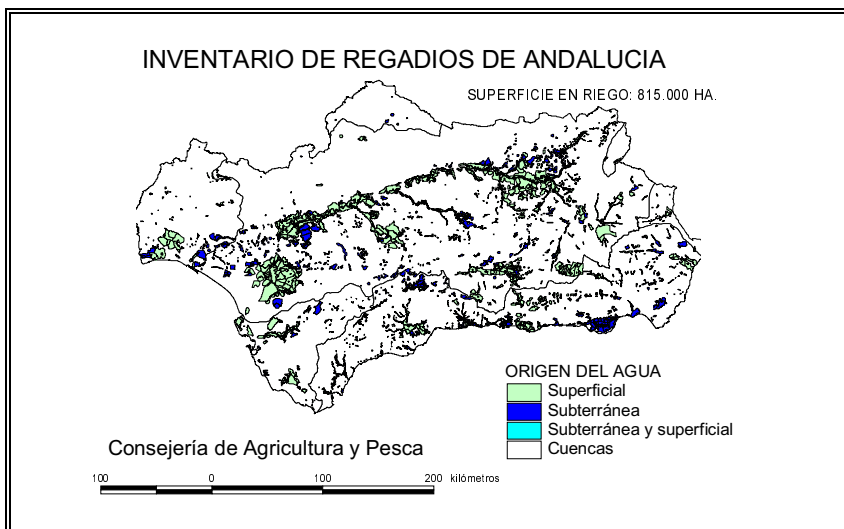 INVENTARIO DE REGADIOS DE ANDALUCIA
SUPERFICIE EN RIEGO: 815.000 HA.
ORIGEN DEL AGUA
Superficial
Subterránea
Subterránea y superficial
Cuencas
Consejería de Agricultura y Pesca
100 0 100 200 kilómetros